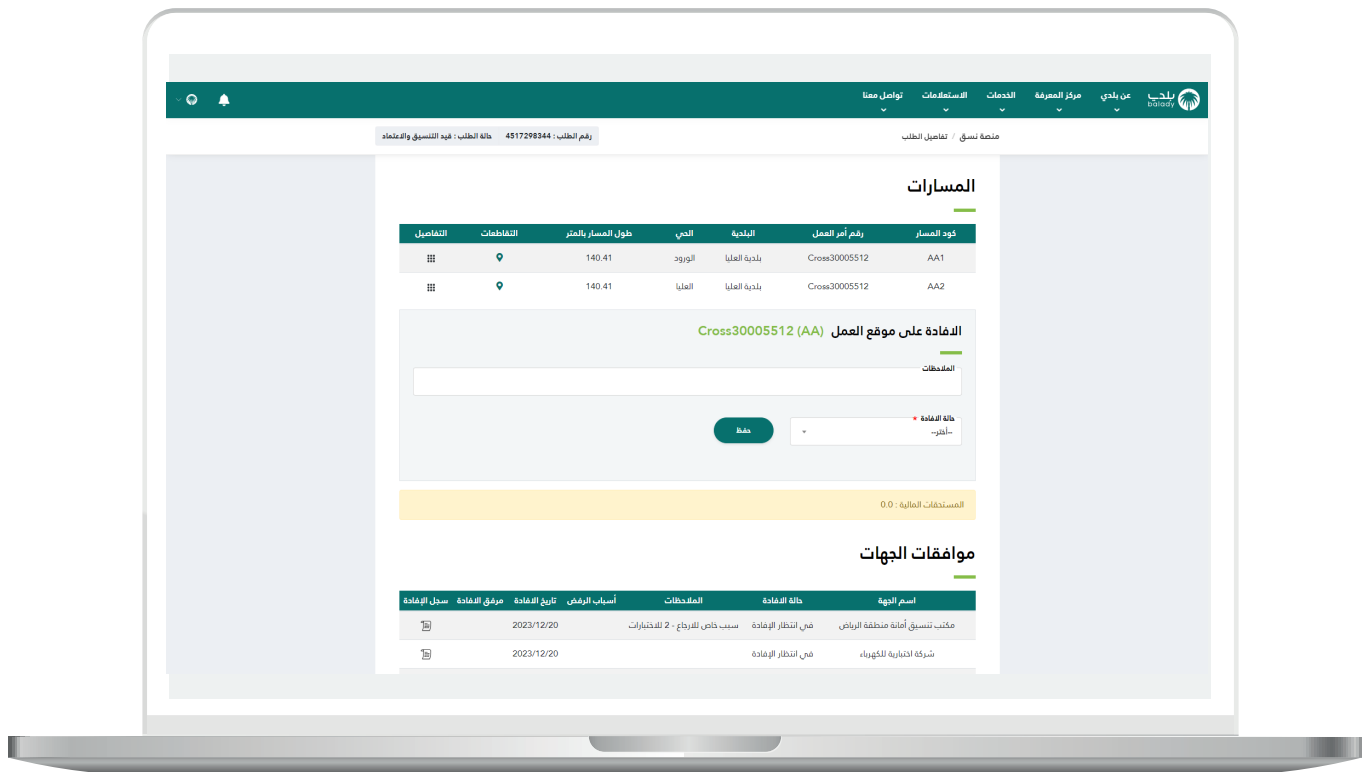 بلدي balady عن بلدي مركز المعرفة الخدمات الاستعلامات تواصل معنا
منصة نسق / تفاصيل الطلب رقم الطلب : 4517298344 حالة الطلب : قيد التنسيق والاعتماد
المسارات
كود المسار رقم أمر العمل البلدية الحي طول المسار بالمتر التقاطعات التفاصيل
AA1 Cross30005512 بلدية العليا الورود 140.41
AA2 Cross30005512 بلدية العليا العليا 140.41
الافادة على موقع العمل Cross30005512 (AA)
الملاحظات
حالة الافادة *
--أختر-- حفظ
المستحقات المالية : 0.0
موافقات الجهات
اسم الجهة حالة الافادة الملاحظات أسباب الرفض تاريخ الافادة مرفق الافادة سجل الإفادة
مكتب تنسيق أمانة منطقة الرياض في انتظار الإفادة سبب خاص للارجاع - 2 للاختبارات 2023/12/20
شركة اختبارية للكهرباء في انتظار الإفادة 2023/12/20